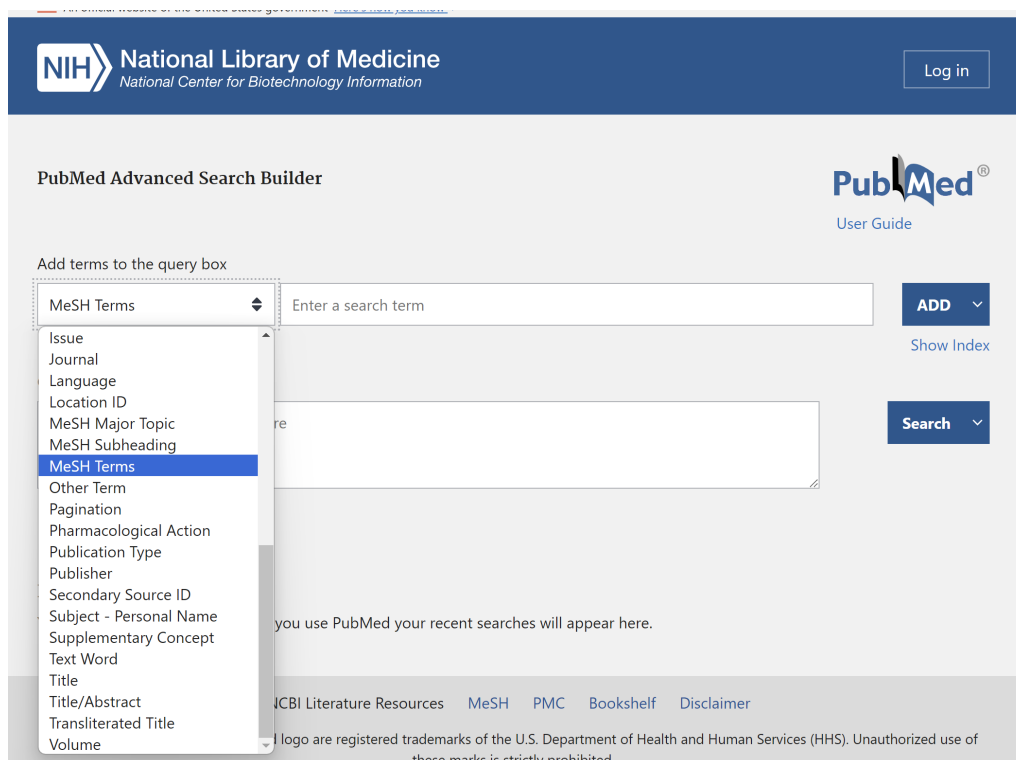 NIH National Library of Medicine
National Center for Biotechnology Information
Log in
PubMed Advanced Search Builder
PubMed ®
User Guide
Add terms to the query box
MeSH Terms
Enter a search term
ADD
Show Index
Issue
Journal
Language
Location ID
MeSH Major Topic
MeSH Subheading
MeSH Terms
Other Term
Pagination
Pharmacological Action
Publication Type
Publisher
Secondary Source ID
Subject - Personal Name
Supplementary Concept
Text Word
Title
Title/Abstract
Transliterated Title
Volume
re
Search
you use PubMed your recent searches will appear here.
NCBI Literature Resources MeSH PMC Bookshelf Disclaimer
logo are registered trademarks of the U.S. Department of Health and Human Services (HHS). Unauthorized use of
these marks is strictly prohibited